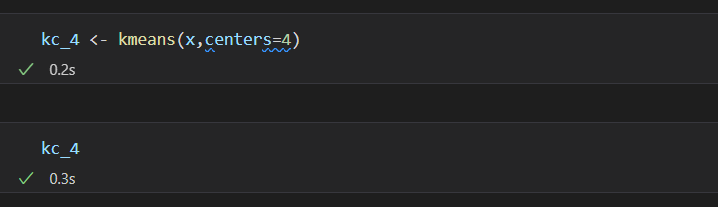 kc_4 <- kmeans(x,centers=4)
0.2s
kc_4
0.3s